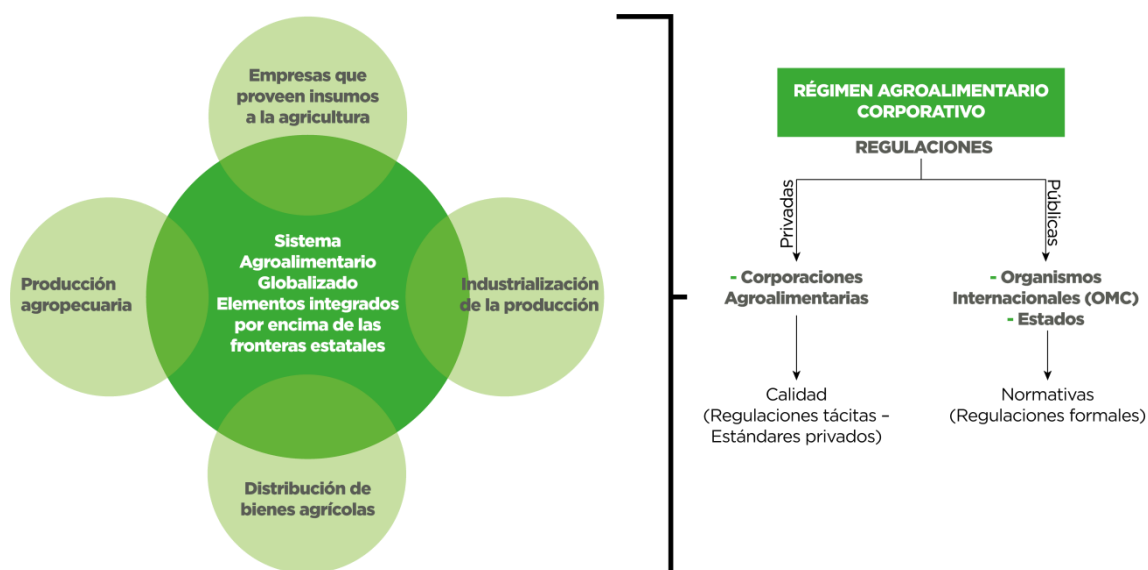 Empresas que
proveen insumos
a la agricultura
Producción
agropecuaria
Sistema
Agroalimentario
Globalizado
Elementos integrados
por encima de las
fronteras estatales
Industrialización
de la producción
Distribución de
bienes agrícolas
RÉGIMEN AGROALIMENTARIO
CORPORATIVO
REGULACIONES
Privadas
Públicas
- Corporaciones
Agroalimentarias
- Organismos
Internacionales (OMC)
- Estados
Calidad
(Regulaciones tácitas –
Estándares privados)
Normativas
(Regulaciones formales)